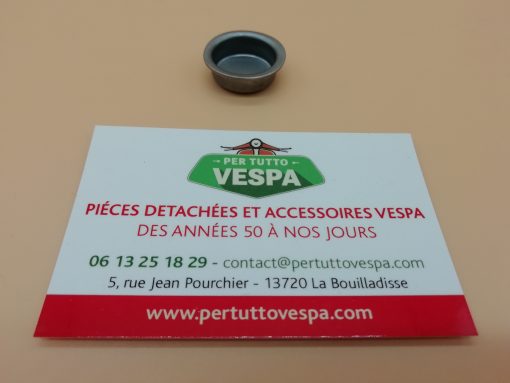 PER TUTTO
VESPA
PIÉCES DETACHÉES ET ACCESSOIRES VESPA
DES ANNÉES 50 À NOS JOURS
06 13 25 18 29 - contact@pertuttovespa.com
5, rue Jean Pourchier - 13720 La Bouilladisse
www.pertuttovespa.com